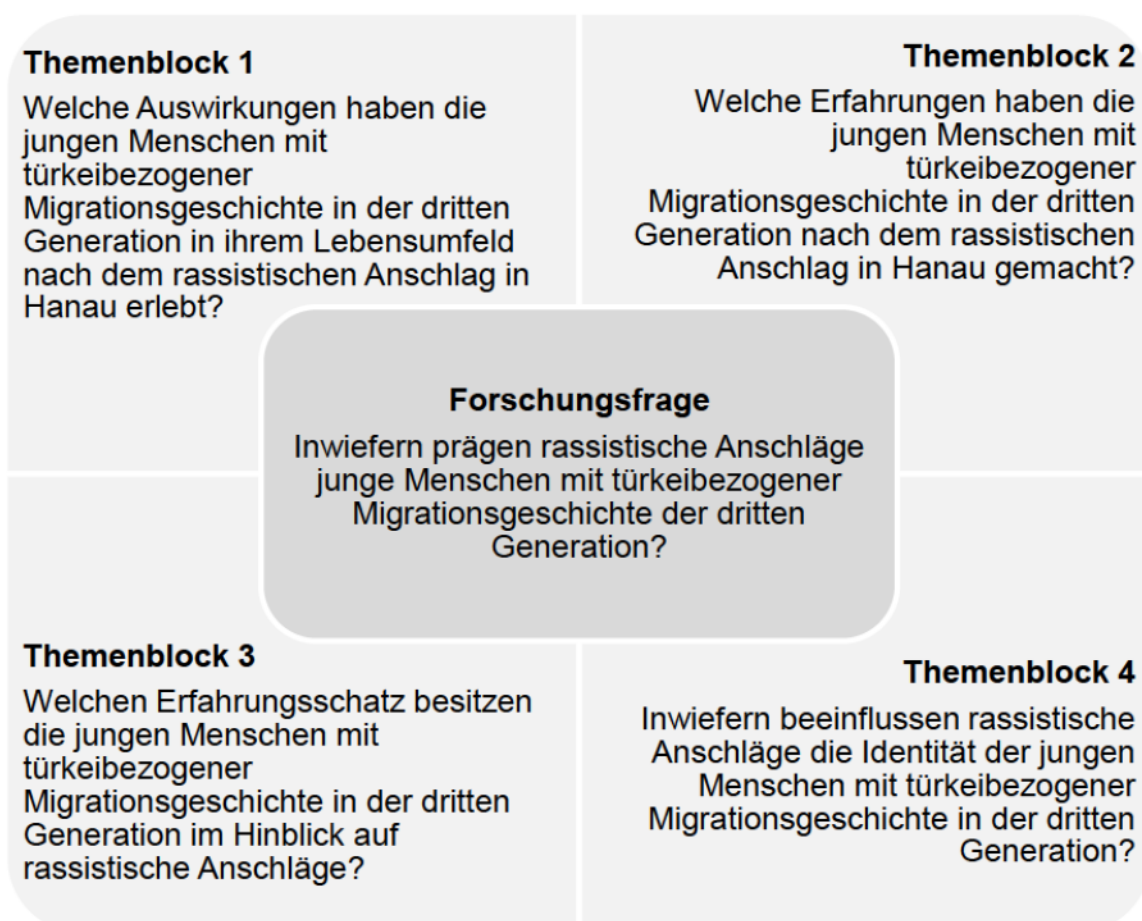 Themenblock 1
Welche Auswirkungen haben die
jungen Menschen mit
türkeibezogener
Migrationsgeschichte in der dritten
Generation in ihrem Lebensumfeld
nach dem rassistischen Anschlag in
Hanau erlebt?
Themenblock 2
Welche Erfahrungen haben die
jungen Menschen mit
türkeibezogener
Migrationsgeschichte in der dritten
Generation nach dem rassistischen
Anschlag in Hanau gemacht?
Forschungsfrage
Inwiefern prägen rassistische Anschläge
junge Menschen mit türkeibezogener
Migrationsgeschichte der dritten
Generation?
Themenblock 3
Welchen Erfahrungsschatz besitzen
die jungen Menschen mit
türkeibezogener
Migrationsgeschichte in der dritten
Generation im Hinblick auf
rassistische Anschläge?
Themenblock 4
Inwiefern beeinflussen rassistische
Anschläge die Identität der jungen
Menschen mit türkeibezogener
Migrationsgeschichte in der dritten
Generation?